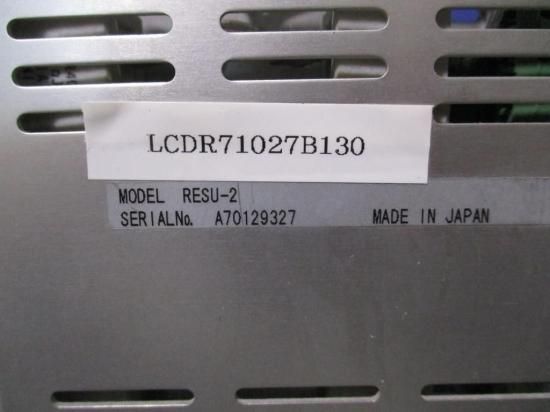 LCDR71027B130
MODEL RESU-2
SERIALNo. A70129327 MADE IN JAPAN